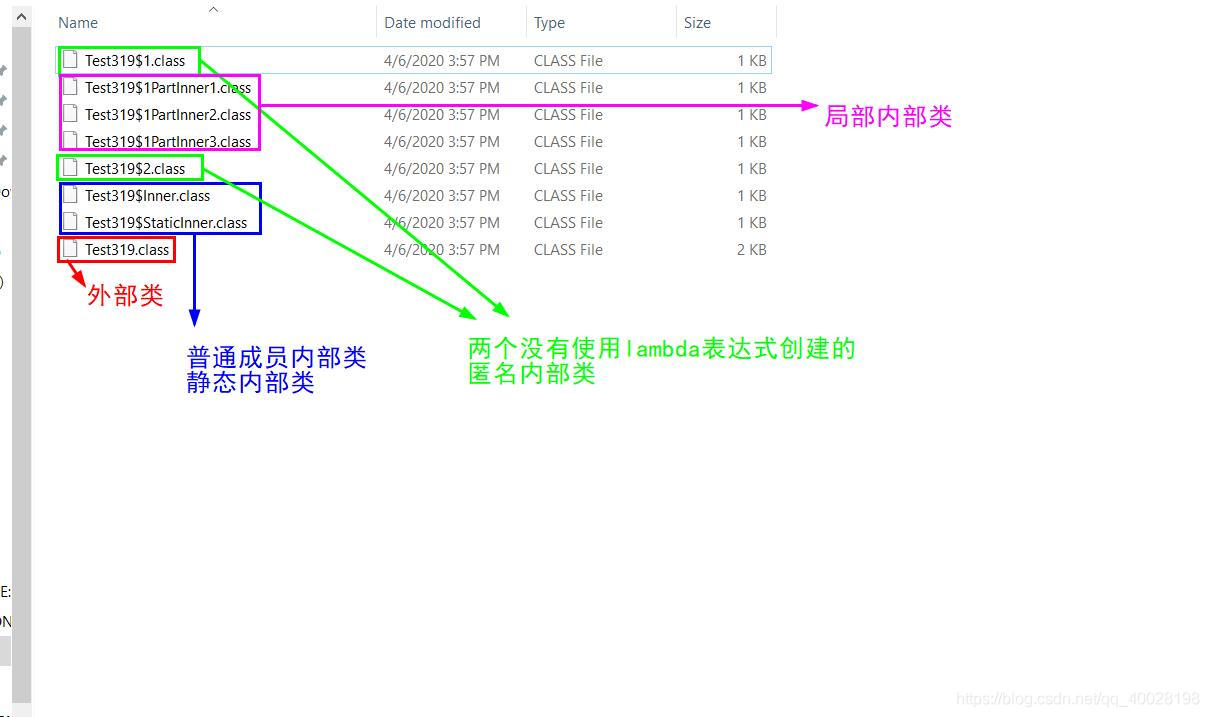 Name Date modified Type Size
Test319$1.class 4/6/2020 3:57 PM CLASS File 1 KB
Test319$1PartInner1.class 4/6/2020 3:57 PM CLASS File 1 KB
Test319$1PartInner2.class 4/6/2020 3:57 PM CLASS File 1 KB
局部内部类
Test319$1PartInner3.class 4/6/2020 3:57 PM CLASS File 1 KB
Test319$2.class 4/6/2020 3:57 PM CLASS File 1 KB
Test319$Inner.class 4/6/2020 3:57 PM CLASS File 1 KB
Test319$StaticInner.class 4/6/2020 3:57 PM CLASS File 1 KB
Test319.class 4/6/2020 3:57 PM CLASS File 2 KB
外部类
普通成员内部类
静态内部类
两个没有使用lambda表达式创建的
匿名内部类
E:
https://blog.csdn.net/qq_40028198